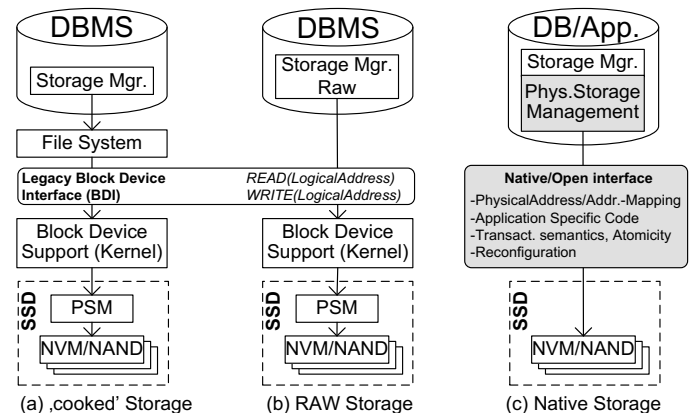 DBMS
Storage Mgr.
File System
DBMS
Storage Mgr.
Raw
Legacy Block Device
Interface (BDI)
READ(LogicalAddress)
WRITE(LogicalAddress)
Block Device
Support (Kernel)
SSD
PSM
NVM/NAND
(a) ‚cooked’ Storage
Block Device
Support (Kernel)
SSD
PSM
NVM/NAND
(b) RAW Storage
DB/App.
Storage Mgr.
Phys.Storage
Management
Native/Open interface
-PhysicalAddress/Addr.-Mapping
-Application Specific Code
-Transact. semantics, Atomicity
-Reconfiguration
SSD
NVM/NAND
(c) Native Storage